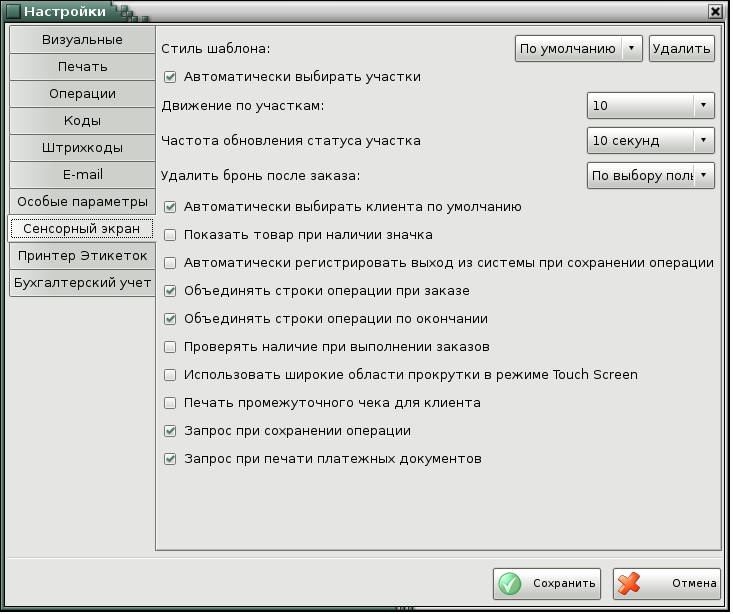 Настройки
Визуальные
Печать
Операции
Коды
Штрихкоды
E-mail
Особые параметры
Сенсорный экран
Принтер Этикеток
Бухгалтерский учет
Стиль шаблона: По умолчанию Удалить
Автоматически выбирать участки
Движение по участкам: 10
Частота обновления статуса участка 10 секунд
Удалить бронь после заказа: По выбору поль
Автоматически выбирать клиента по умолчанию
Показать товар при наличии значка
Автоматически регистрировать выход из системы при сохранении операции
Объединять строки операции при заказе
Объединять строки операции по окончании
Проверять наличие при выполнении заказов
Использовать широкие области прокрутки в режиме Touch Screen
Печать промежуточного чека для клиента
Запрос при сохранении операции
Запрос при печати платежных документов
Сохранить Отмена